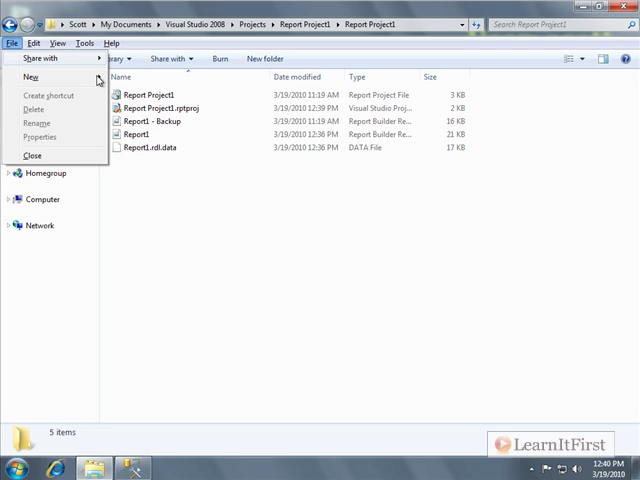 Scott ▸ My Documents ▸ Visual Studio 2008 ▸ Projects ▸ Report Project1 ▸ Report Project1
Search Report Project1
File Edit View Tools Help
Share with Burn New folder
Share with
New
Create shortcut
Delete
Rename
Properties
Close
Homegroup
Computer
Network
Name Date modified Type Size
Report Project1 3/19/2010 11:19 AM Report Project File 3 KB
Report Project1.rptproj 3/19/2010 12:39 PM Visual Studio Proj... 2 KB
Report1 - Backup 3/19/2010 11:19 AM Report Builder Re... 16 KB
Report1 3/19/2010 12:36 PM Report Builder Re... 21 KB
Report1.rdl.data 3/19/2010 12:36 PM DATA File 17 KB
5 items
LearnItFirst
12:40 PM
3/19/2010